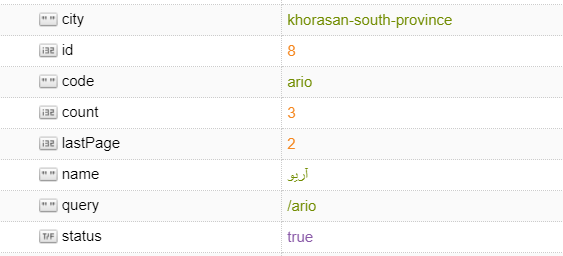 " " city khorasan-south-province
i32 id 8
" " code ario
i32 count 3
i32 lastPage 2
" " name آریو
" " query /ario
T/F status true